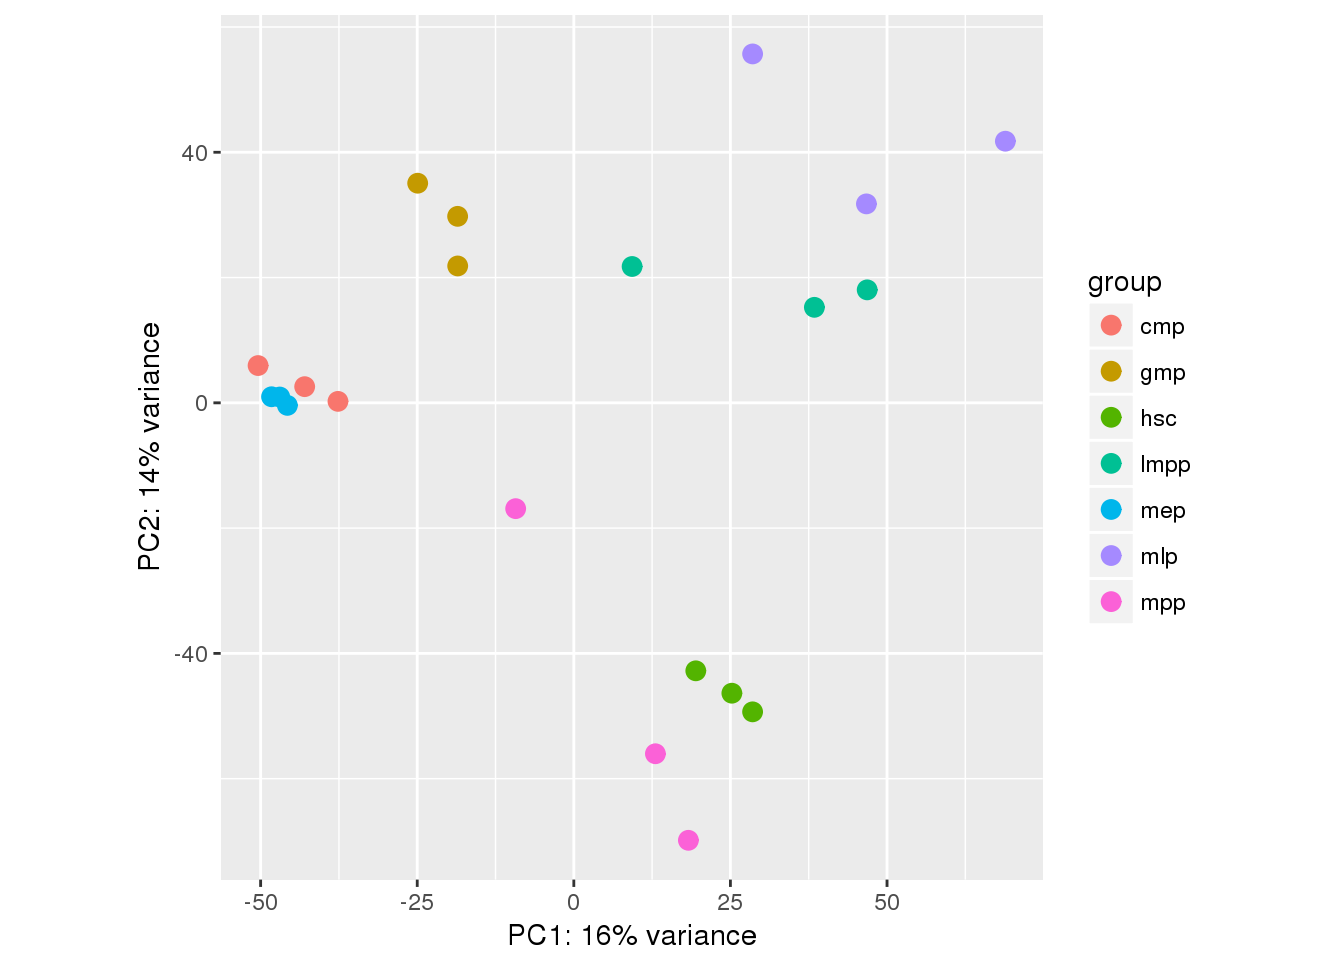 40
0
-40
PC2: 14% variance
-50
-25
0
25
50
PC1: 16% variance
group
cmp
gmp
hsc
lmpp
mep
mlp
mpp